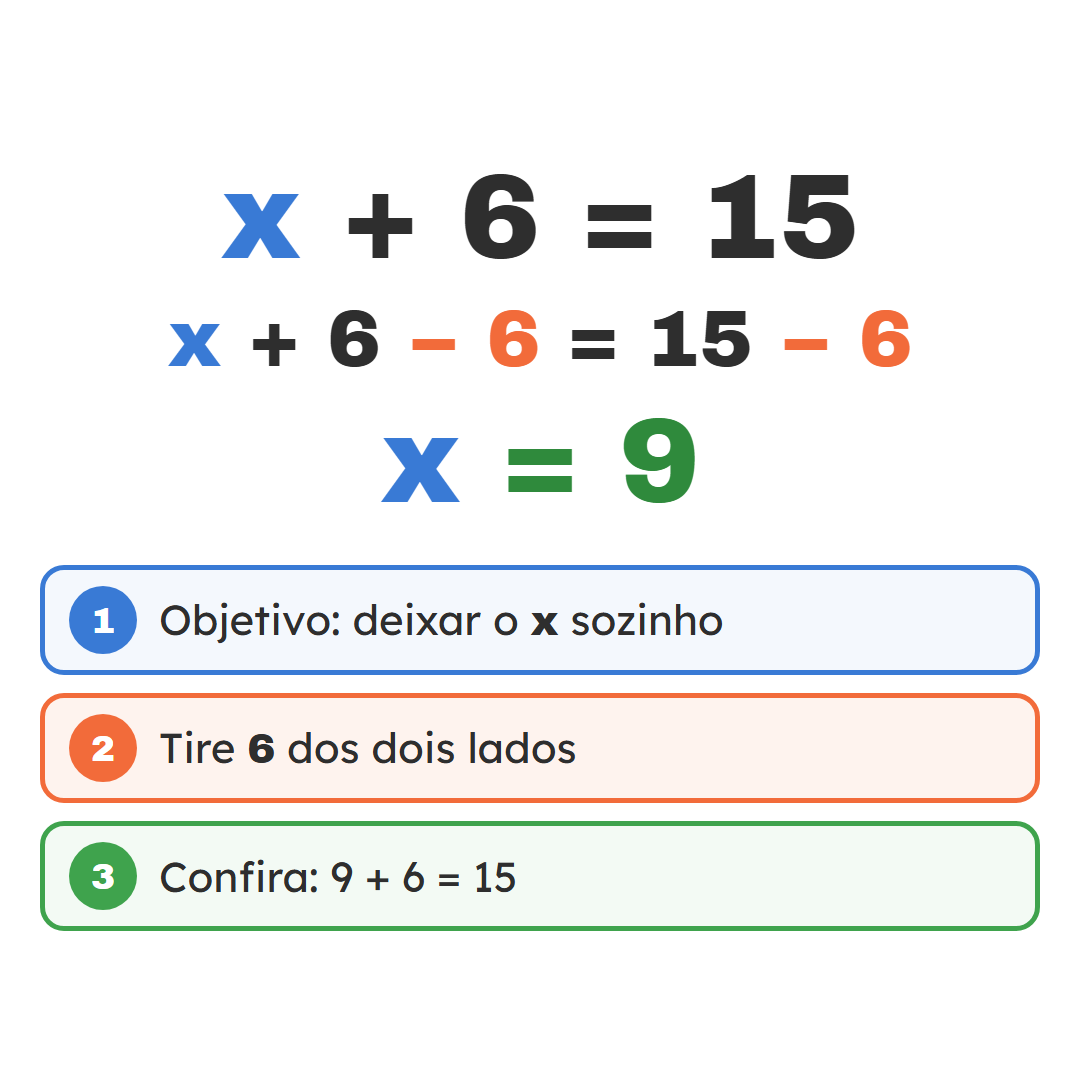 x + 6 = 15
x + 6 − 6 = 15 − 6
x = 9
1 Objetivo: deixar o x sozinho
2 Tire 6 dos dois lados
3 Confira: 9 + 6 = 15